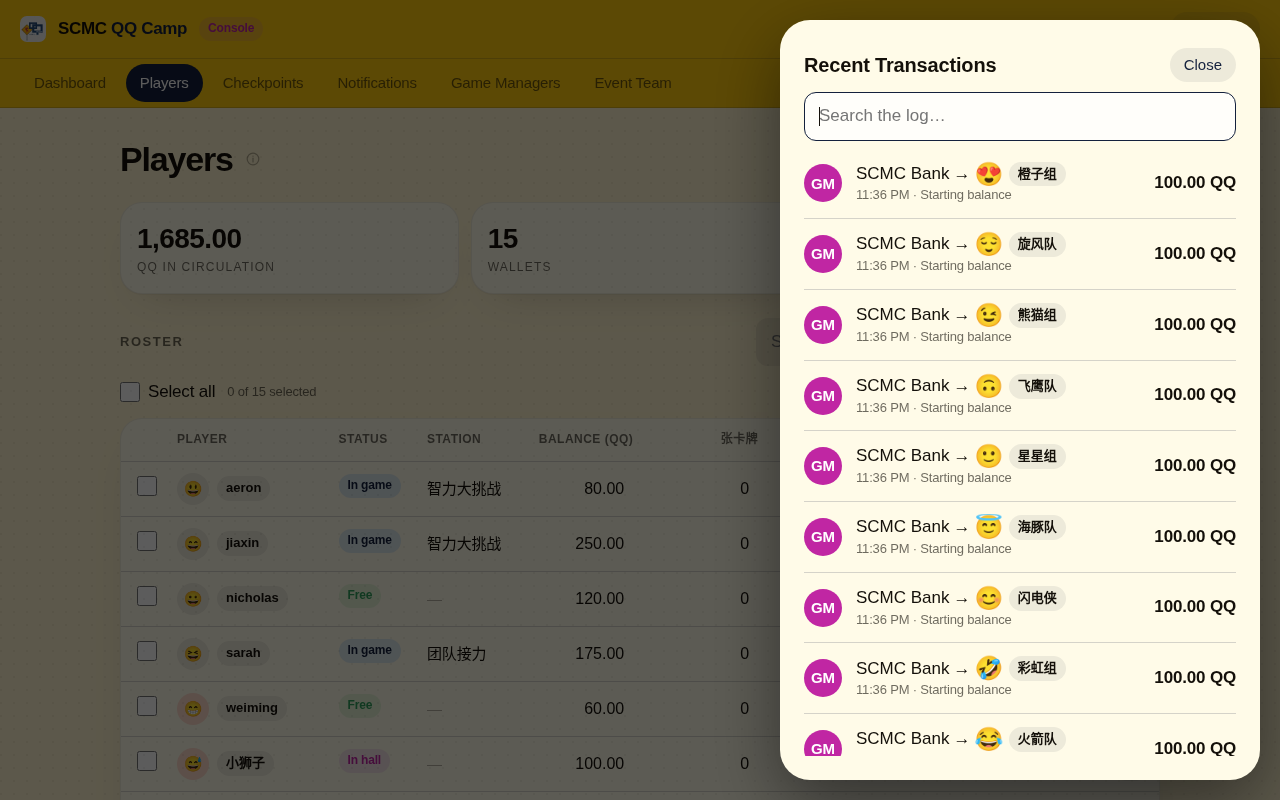 SCMC QQ Camp Console
Dashboard Players Checkpoints Notifications Game Managers Event Team
Players
1,685.00
QQ IN CIRCULATION
15
WALLETS
ROSTER
S
Select all 0 of 15 selected
PLAYER STATUS STATION BALANCE (QQ) 张卡牌
aeron In game 智力大挑战 80.00 0
jiaxin In game 智力大挑战 250.00 0
nicholas Free — 120.00 0
sarah In game 团队接力 175.00 0
weiming Free — 60.00 0
小狮子 In hall — 100.00 0
Recent Transactions Close
Search the log…
GM SCMC Bank → 😍 橙子组 100.00 QQ
11:36 PM · Starting balance
GM SCMC Bank → 😌 旋风队 100.00 QQ
11:36 PM · Starting balance
GM SCMC Bank → 😉 熊猫组 100.00 QQ
11:36 PM · Starting balance
GM SCMC Bank → 🙃 飞鹰队 100.00 QQ
11:36 PM · Starting balance
GM SCMC Bank → 🙂 星星组 100.00 QQ
11:36 PM · Starting balance
GM SCMC Bank → 😇 海豚队 100.00 QQ
11:36 PM · Starting balance
GM SCMC Bank → 😊 闪电侠 100.00 QQ
11:36 PM · Starting balance
GM SCMC Bank → 🤣 彩虹组 100.00 QQ
11:36 PM · Starting balance
GM SCMC Bank → 😂 火箭队 100.00 QQ